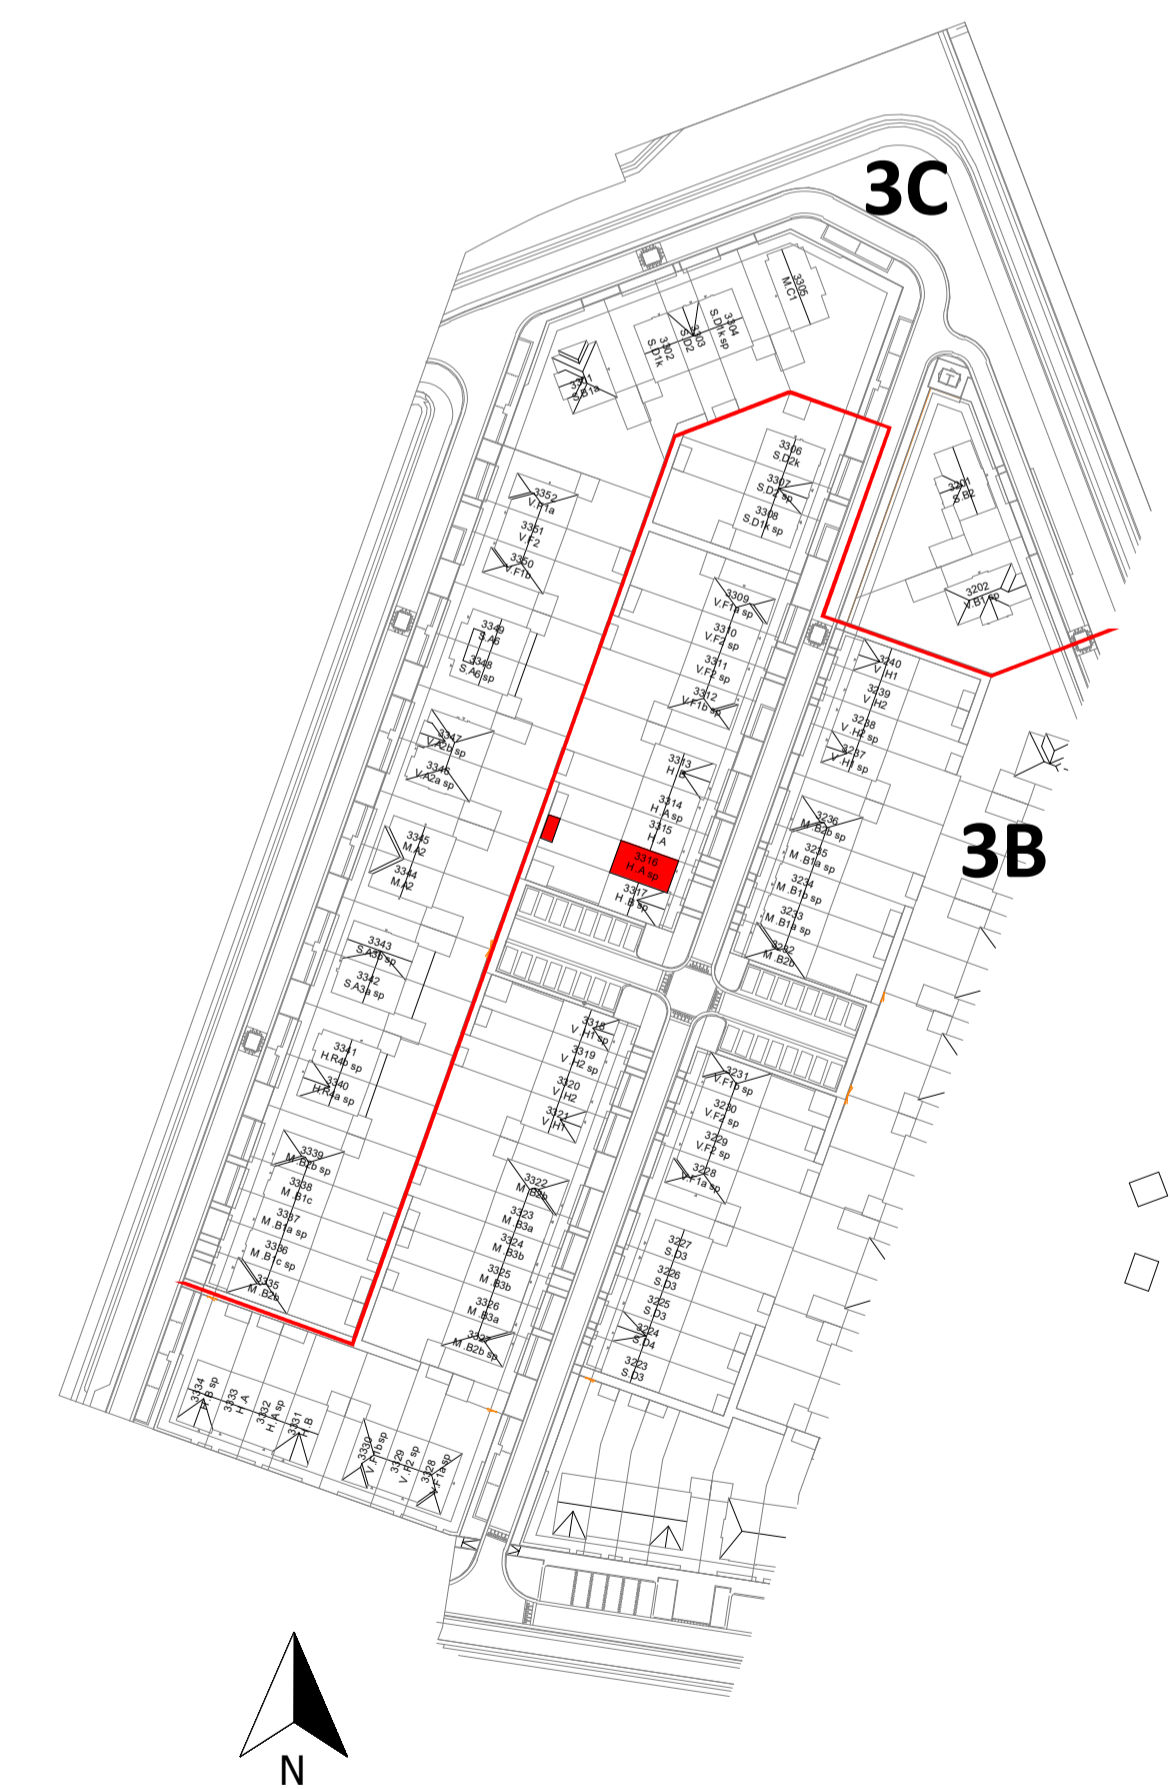 3C
3305
M.C1
3304
S.D1k sp
3303
S.D2
3302
S.D1k
3301
S.B1a
T
3306
S.D2k
3307
S.D2 sp
3308
S.D1k sp
3201
S.B2
3202
V.B1 sp
3352
V.F1a
3351
V.F2
3350
V.F1b
3349
S.A6
3348
S.A6 sp
3347
V.A2b sp
3346
V.A2a sp
3345
M.A2
3344
M.A2
3343
S.A3b sp
3342
S.A3a sp
3341
H.R4b sp
3340
H.R4a sp
3339
M.B2b sp
3338
M.B1c
3337
M.B1a sp
3336
M.B1c sp
3335
M.B2b
3309
V.F1a sp
3310
V.F2 sp
3311
V.F2 sp
3312
V.F1b sp
3313
H.B
3314
H.A sp
3315
H.A
3316
H.A sp
3317
H.B sp
3318
V.H1 sp
3319
V.H2 sp
3320
V.H2
3321
V.H1
3322
M.B2b
3323
M.B3a
3324
M.B3b
3325
M.B3b
3326
M.B3a
3327
M.B2b sp
3240
V.H1
3239
V.H2
3238
V.H2 sp
3237
V.H1 sp
3B
3236
M.B2b sp
3235
M.B1a sp
3234
M.B1b sp
3233
M.B1a sp
3232
M.B2b
3231
V.F1b sp
3230
V.F2 sp
3229
V.F2 sp
3228
V.F1a sp
3227
S.D3
3226
S.D3
3225
S.D3
3224
S.D4
3223
S.D3
3334
H.B sp
3333
H.A
3332
H.A sp
3331
H.B
3330
V.F1b sp
3329
V.F2 sp
3328
V.F1a sp
N